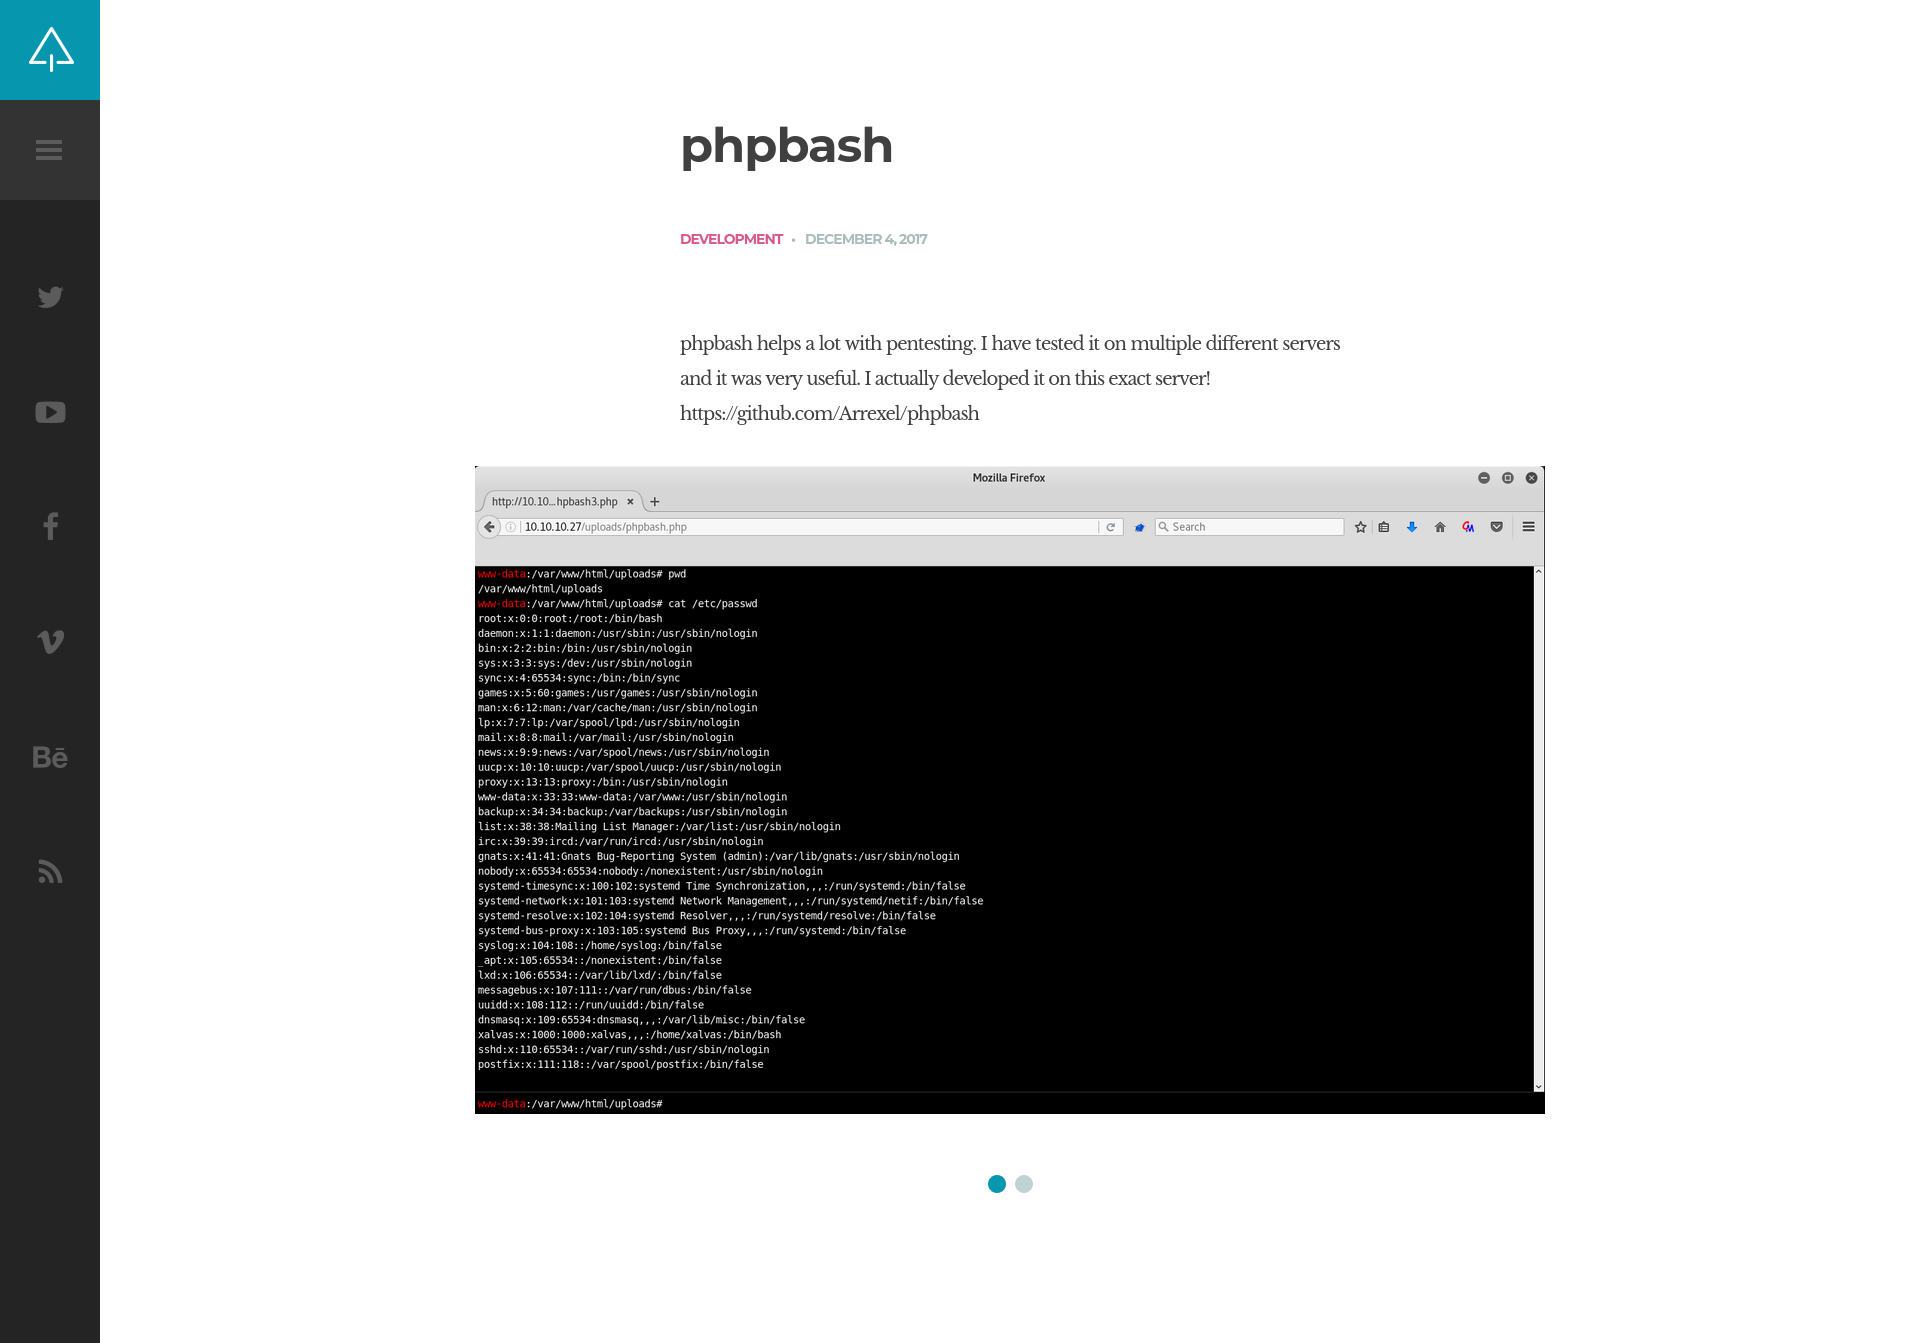 phpbash
DEVELOPMENT • DECEMBER 4, 2017
phpbash helps a lot with pentesting. I have tested it on multiple different servers
and it was very useful. I actually developed it on this exact server!
https://github.com/Arrexel/phpbash
Mozilla Firefox
http://10.10...hpbash3.php
10.10.10.27/uploads/phpbash.php
Search
www-data:/var/www/html/uploads# pwd
/var/www/html/uploads
www-data:/var/www/html/uploads# cat /etc/passwd
root:x:0:0:root:/root:/bin/bash
daemon:x:1:1:daemon:/usr/sbin:/usr/sbin/nologin
bin:x:2:2:bin:/bin:/usr/sbin/nologin
sys:x:3:3:sys:/dev:/usr/sbin/nologin
sync:x:4:65534:sync:/bin:/bin/sync
games:x:5:60:games:/usr/games:/usr/sbin/nologin
man:x:6:12:man:/var/cache/man:/usr/sbin/nologin
lp:x:7:7:lp:/var/spool/lpd:/usr/sbin/nologin
mail:x:8:8:mail:/var/mail:/usr/sbin/nologin
news:x:9:9:news:/var/spool/news:/usr/sbin/nologin
uucp:x:10:10:uucp:/var/spool/uucp:/usr/sbin/nologin
proxy:x:13:13:proxy:/bin:/usr/sbin/nologin
www-data:x:33:33:www-data:/var/www:/usr/sbin/nologin
backup:x:34:34:backup:/var/backups:/usr/sbin/nologin
list:x:38:38:Mailing List Manager:/var/list:/usr/sbin/nologin
irc:x:39:39:ircd:/var/run/ircd:/usr/sbin/nologin
gnats:x:41:41:Gnats Bug-Reporting System (admin):/var/lib/gnats:/usr/sbin/nologin
nobody:x:65534:65534:nobody:/nonexistent:/usr/sbin/nologin
systemd-timesync:x:100:102:systemd Time Synchronization,,,:/run/systemd:/bin/false
systemd-network:x:101:103:systemd Network Management,,,:/run/systemd/netif:/bin/false
systemd-resolve:x:102:104:systemd Resolver,,,:/run/systemd/resolve:/bin/false
systemd-bus-proxy:x:103:105:systemd Bus Proxy,,,:/run/systemd:/bin/false
syslog:x:104:108::/home/syslog:/bin/false
_apt:x:105:65534::/nonexistent:/bin/false
lxd:x:106:65534::/var/lib/lxd/:/bin/false
messagebus:x:107:111::/var/run/dbus:/bin/false
uuidd:x:108:112::/run/uuidd:/bin/false
dnsmasq:x:109:65534:dnsmasq,,,:/var/lib/misc:/bin/false
xalvas:x:1000:1000:xalvas,,,:/home/xalvas:/bin/bash
sshd:x:110:65534::/var/run/sshd:/usr/sbin/nologin
postfix:x:111:118::/var/spool/postfix:/bin/false
www-data:/var/www/html/uploads#